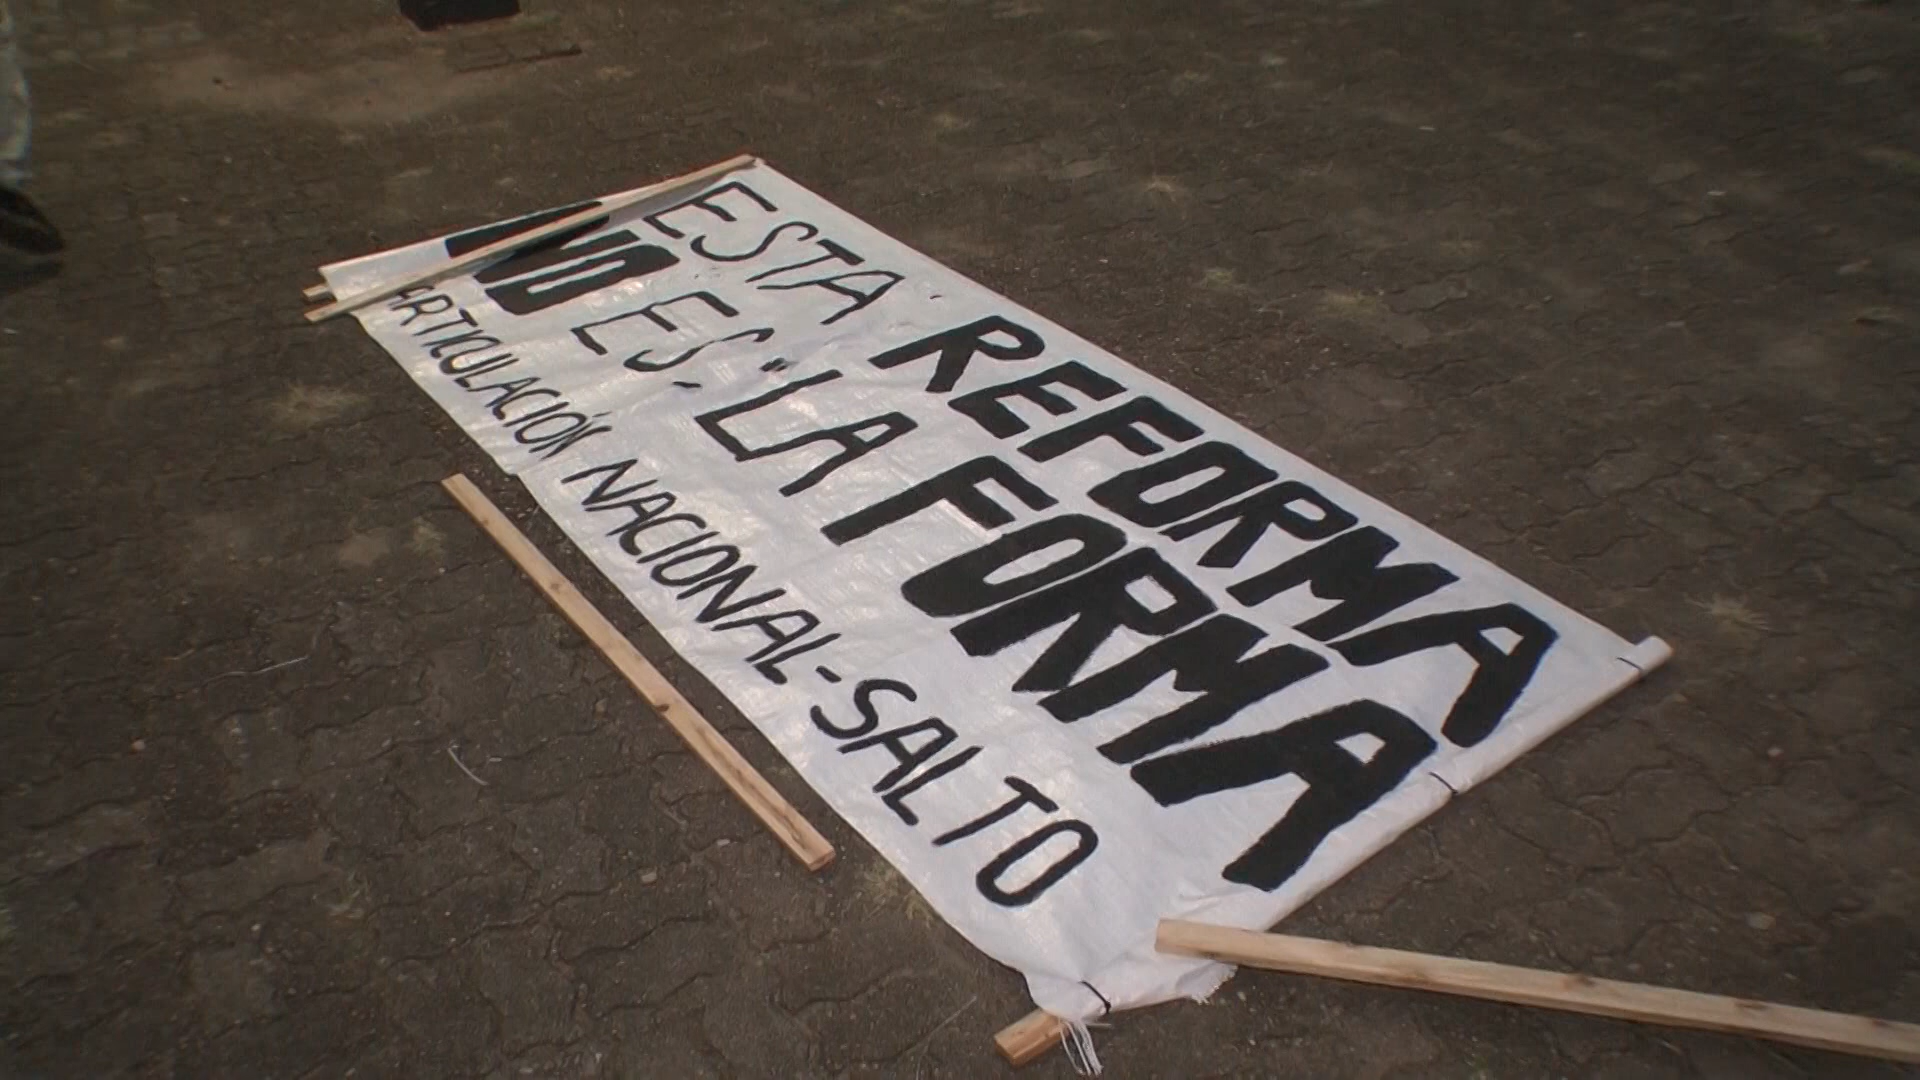 ESTA REFORMA
NO ES "LA FORMA
ARTICULACIÓN NACIONAL-SALTO